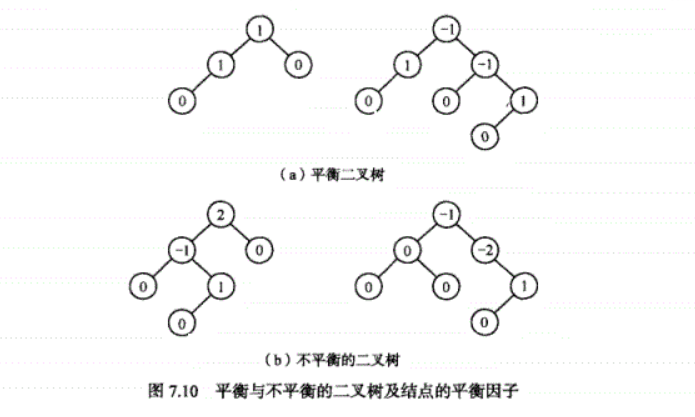 1 -1
1 0 1 -1
0 0 0 1
0
(a)平衡二叉树
2 -1
-1 0 0 -2
0 1 0 0 1
0 0
(b)不平衡的二叉树
图 7.10 平衡与不平衡的二叉树及结点的平衡因子